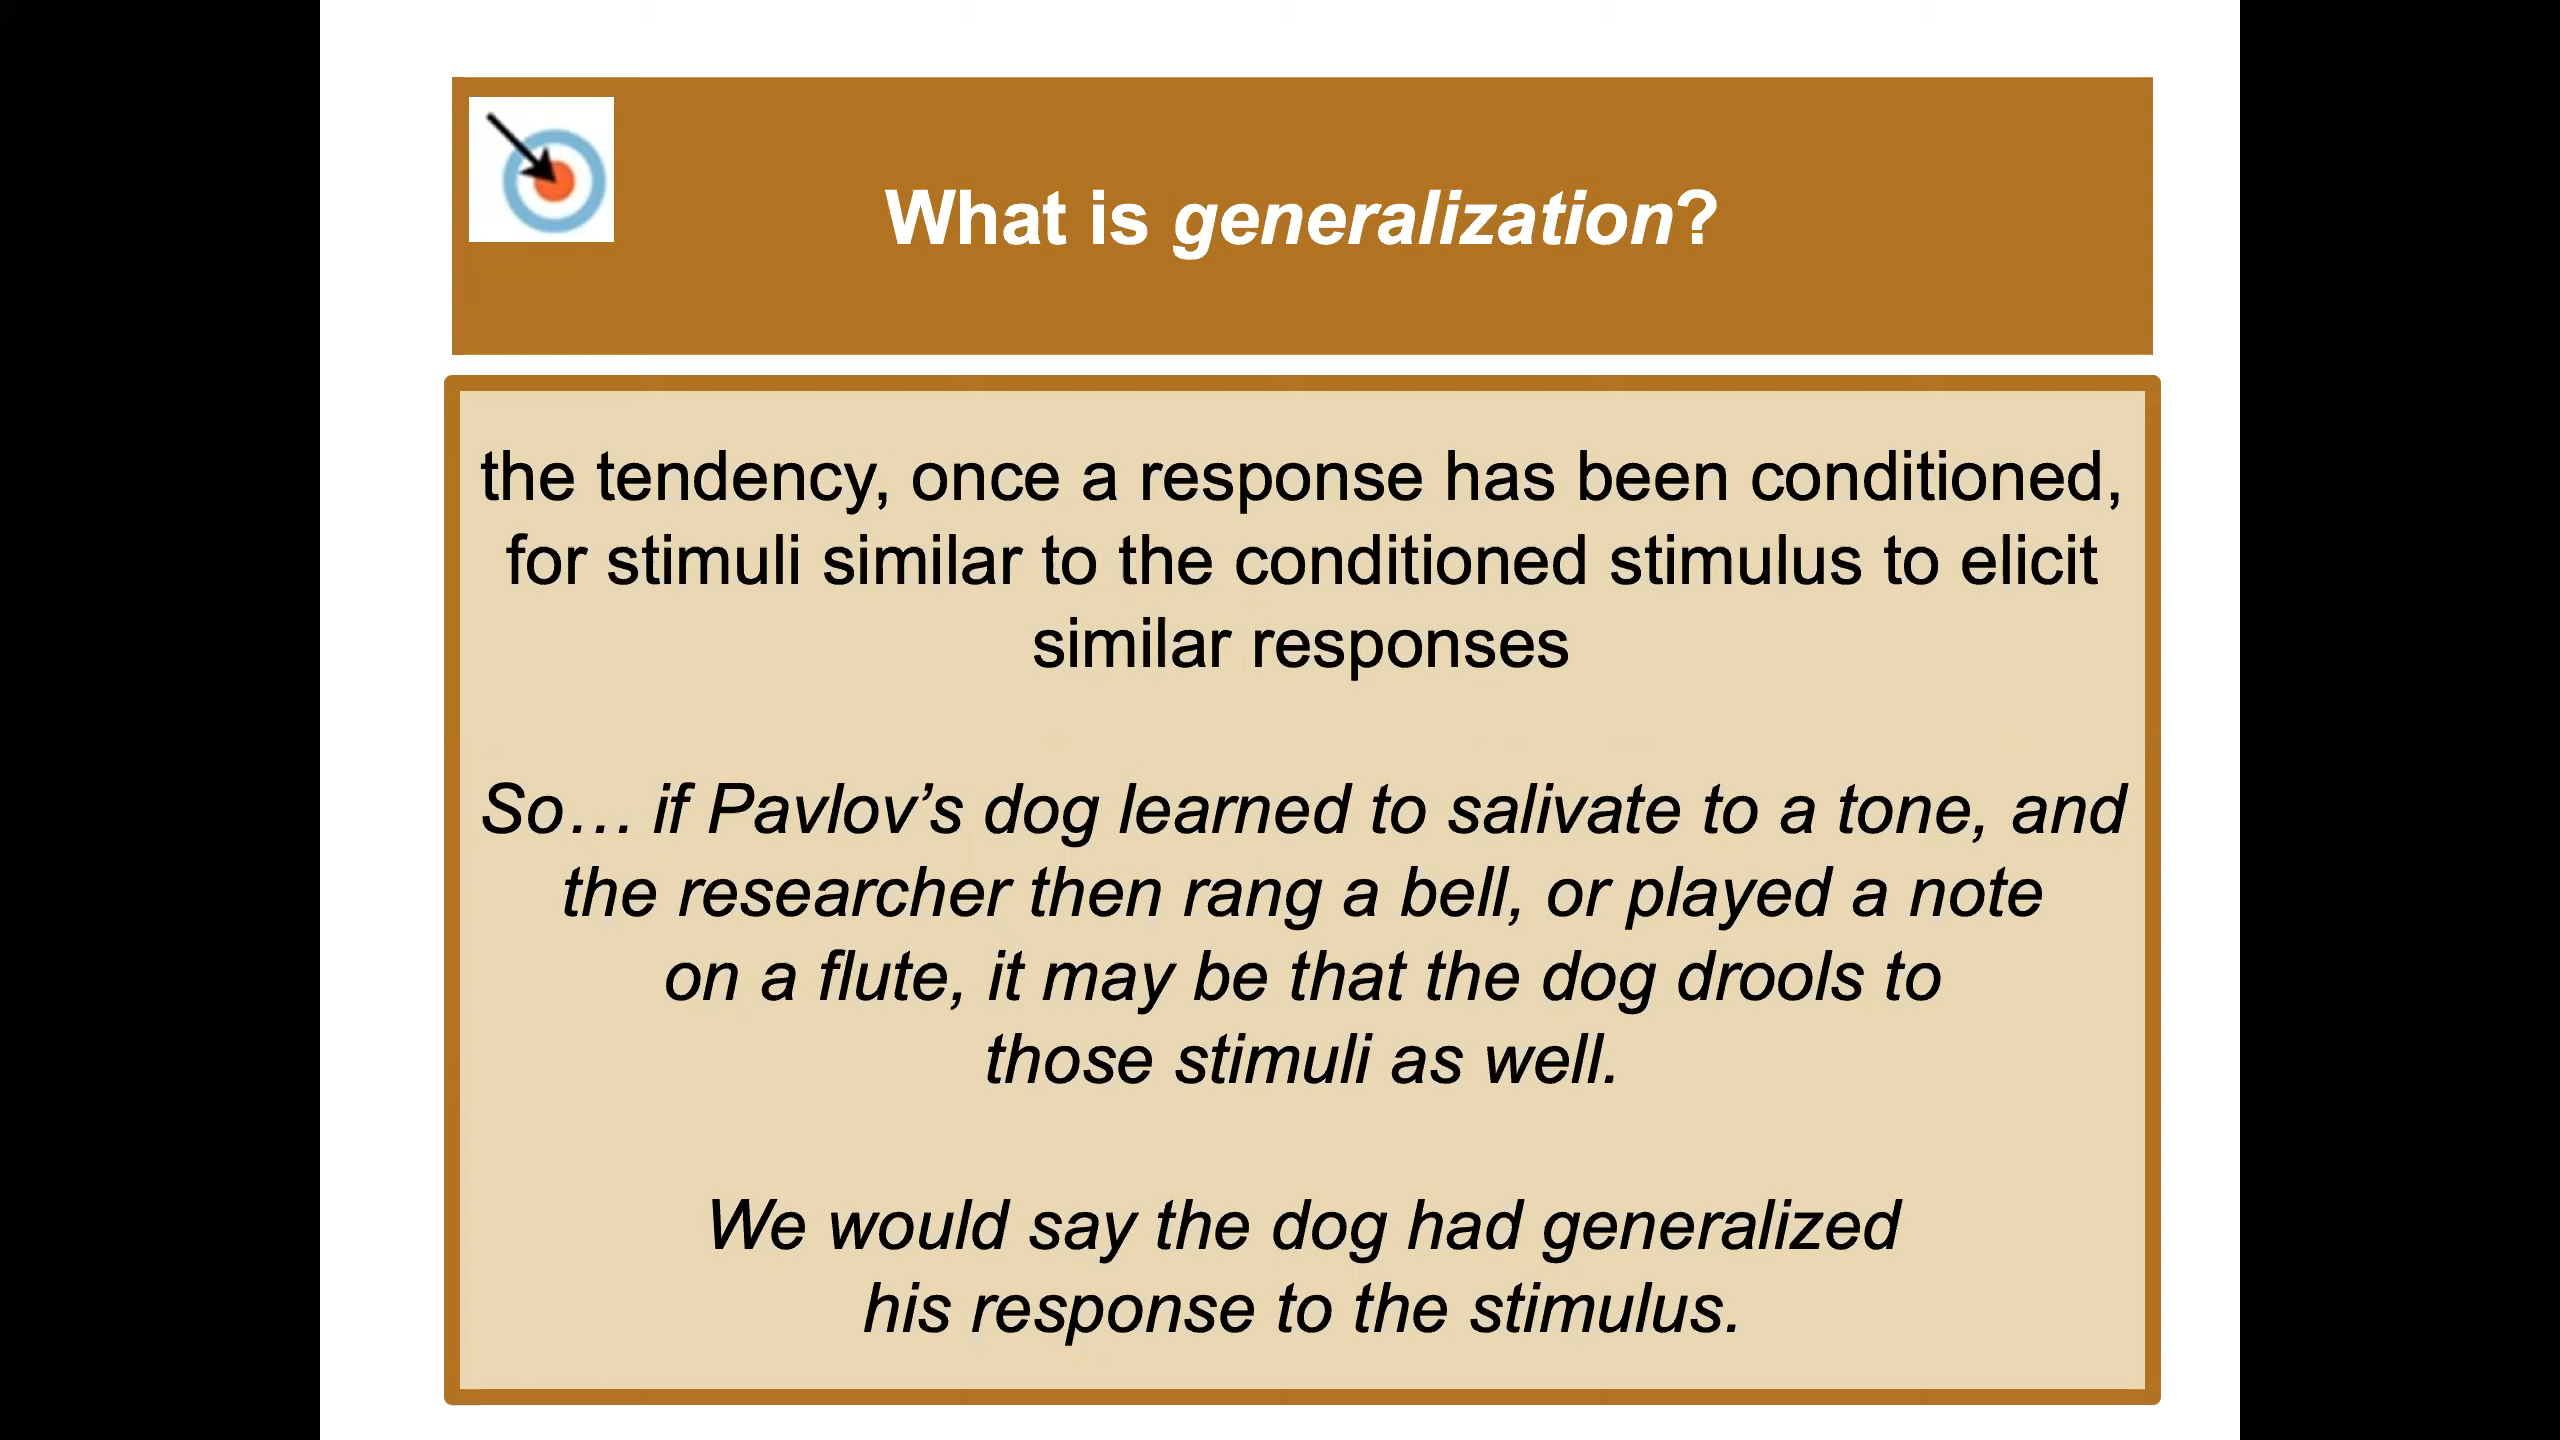 What is generalization?
the tendency, once a response has been conditioned,
for stimuli similar to the conditioned stimulus to elicit
similar responses
So… if Pavlov’s dog learned to salivate to a tone, and
the researcher then rang a bell, or played a note
on a flute, it may be that the dog drools to
those stimuli as well.
We would say the dog had generalized
his response to the stimulus.